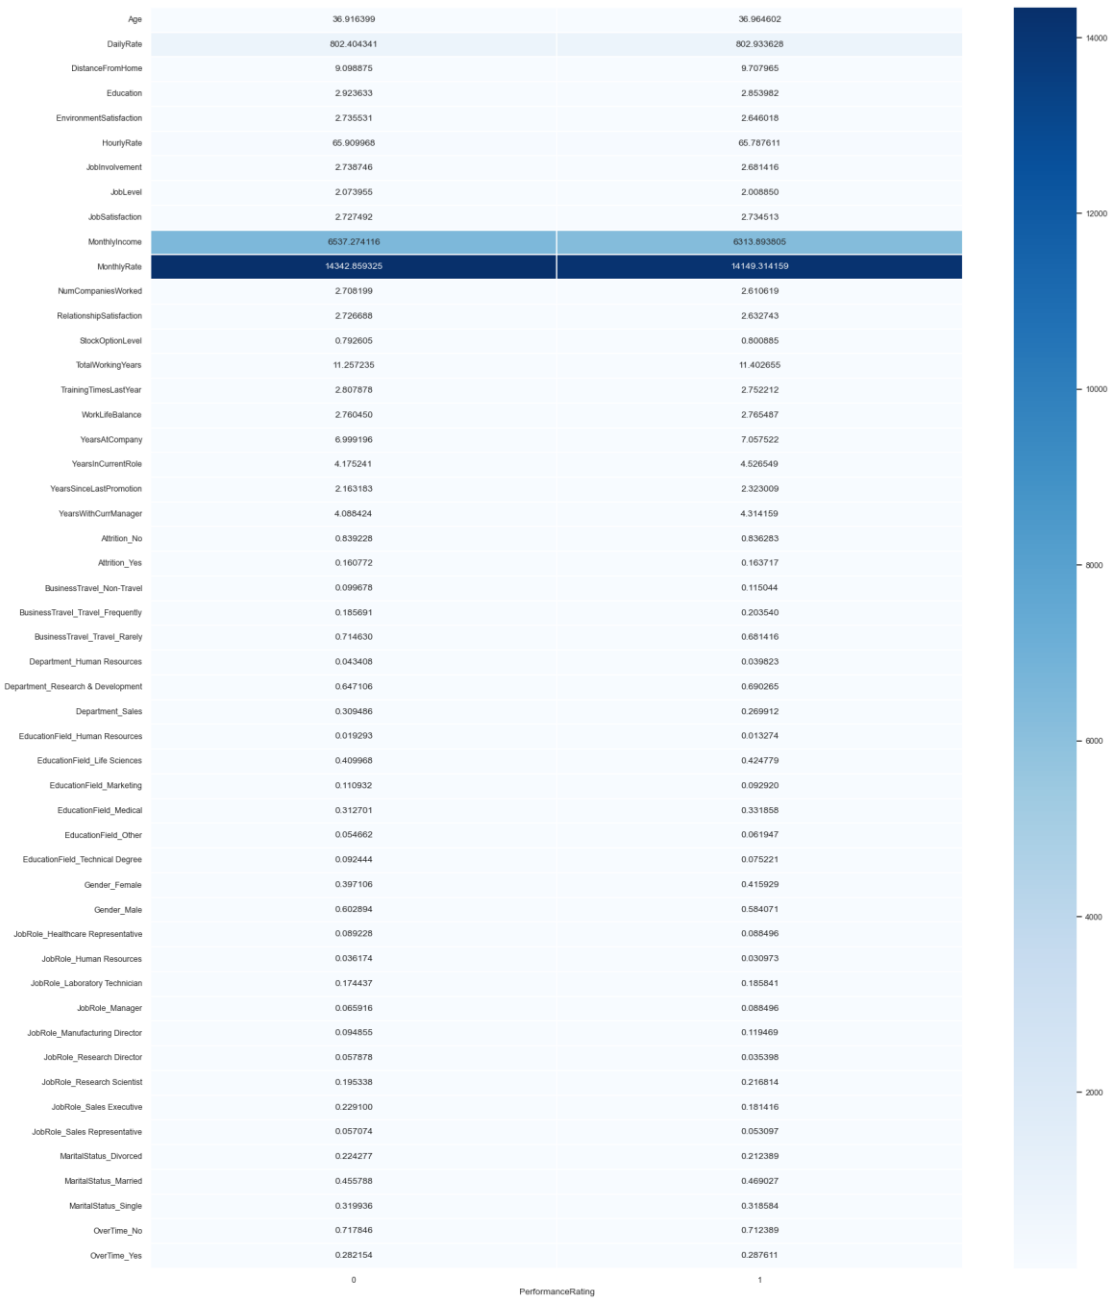 Age 36.916399 36.964602
DailyRate 802.404341 802.933628
DistanceFromHome 9.098875 9.707965
Education 2.923633 2.853982
EnvironmentSatisfaction 2.735531 2.646018
HourlyRate 65.909968 65.787611
JobInvolvement 2.738746 2.681416
JobLevel 2.073955 2.008850
JobSatisfaction 2.727492 2.734513
MonthlyIncome 6537.274116 6313.893805
MonthlyRate 14342.859325 14149.314159
NumCompaniesWorked 2.708199 2.610619
RelationshipSatisfaction 2.726688 2.632743
StockOptionLevel 0.792605 0.800885
TotalWorkingYears 11.257235 11.402655
TrainingTimesLastYear 2.807878 2.752212
WorkLifeBalance 2.760450 2.765487
YearsAtCompany 6.999196 7.057522
YearsInCurrentRole 4.175241 4.526549
YearsSinceLastPromotion 2.163183 2.323009
YearsWithCurrManager 4.088424 4.314159
Attrition_No 0.839228 0.836283
Attrition_Yes 0.160772 0.163717
BusinessTravel_Non-Travel 0.099678 0.115044
BusinessTravel_Travel_Frequently 0.185691 0.203540
BusinessTravel_Travel_Rarely 0.714630 0.681416
Department_Human Resources 0.043408 0.039823
Department_Research & Development 0.647106 0.690265
Department_Sales 0.309486 0.269912
EducationField_Human Resources 0.019293 0.013274
EducationField_Life Sciences 0.409968 0.424779
EducationField_Marketing 0.110932 0.092920
EducationField_Medical 0.312701 0.331858
EducationField_Other 0.054662 0.061947
EducationField_Technical Degree 0.092444 0.075221
Gender_Female 0.397106 0.415929
Gender_Male 0.602894 0.584071
JobRole_Healthcare Representative 0.089228 0.088496
JobRole_Human Resources 0.036174 0.030973
JobRole_Laboratory Technician 0.174437 0.185841
JobRole_Manager 0.065916 0.088496
JobRole_Manufacturing Director 0.094855 0.119469
JobRole_Research Director 0.057878 0.035398
JobRole_Research Scientist 0.195338 0.216814
JobRole_Sales Executive 0.229100 0.181416
JobRole_Sales Representative 0.057074 0.053097
MaritalStatus_Divorced 0.224277 0.212389
MaritalStatus_Married 0.455788 0.469027
MaritalStatus_Single 0.319936 0.318584
OverTime_No 0.717846 0.712389
OverTime_Yes 0.282154 0.287611
0 1
PerformanceRating
14000
12000
10000
8000
6000
4000
2000